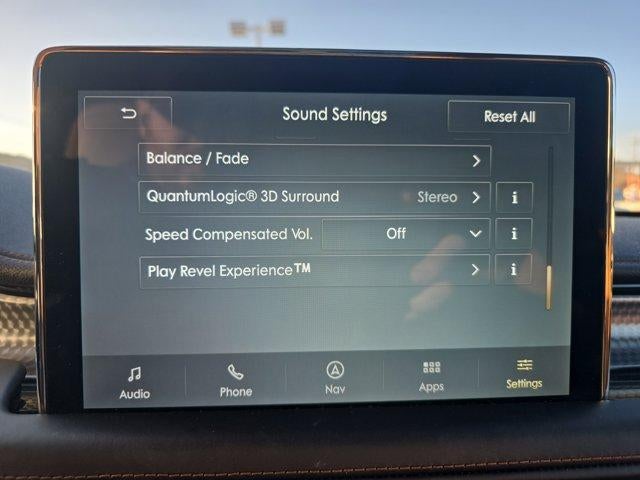 Sound Settings
Reset All
Balance / Fade
QuantumLogic® 3D Surround Stereo i
Speed Compensated Vol. Off i
Play Revel Experience™ i
Audio Phone Nav Apps Settings